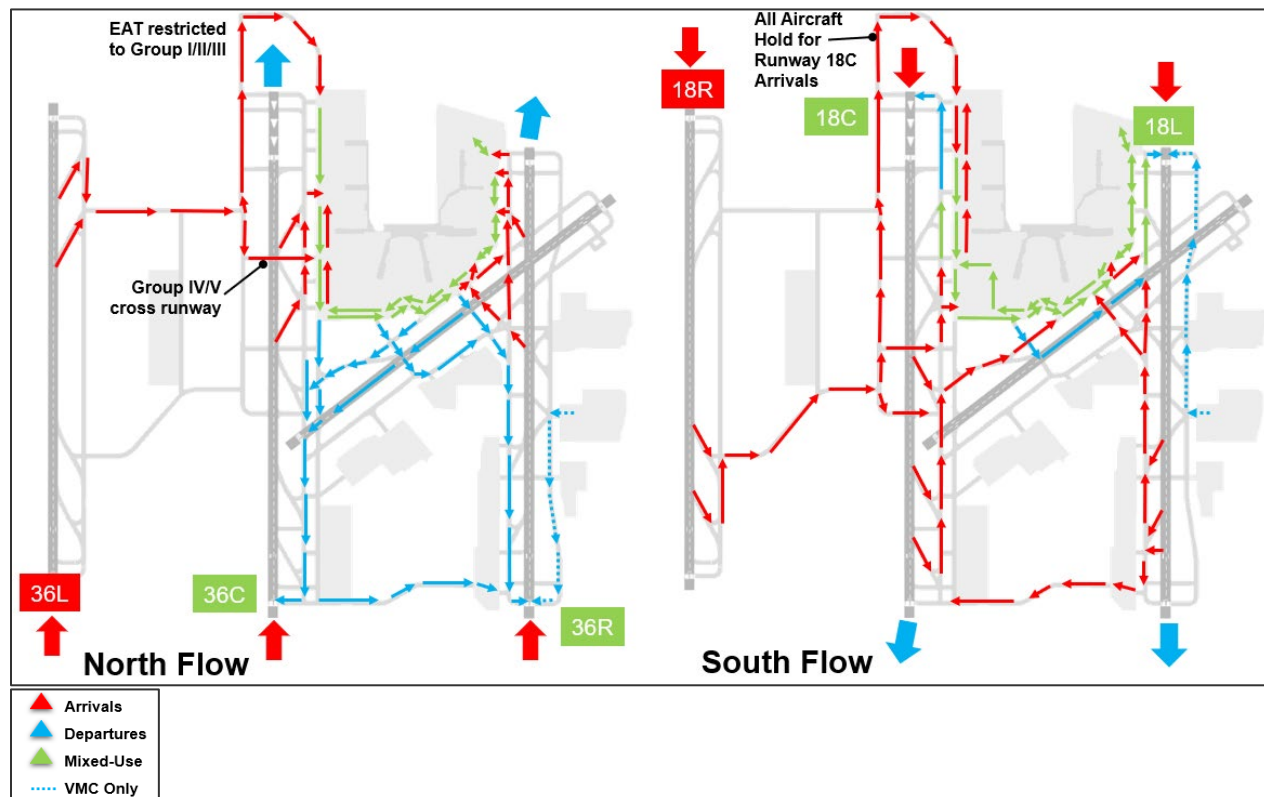 EAT restricted
to Group I/II/III
Group IV/V
cross runway
36L
36C
36R
North Flow
All Aircraft
Hold for
Runway 18C
Arrivals
18R
18C
18L
South Flow
Arrivals
Departures
Mixed-Use
VMC Only